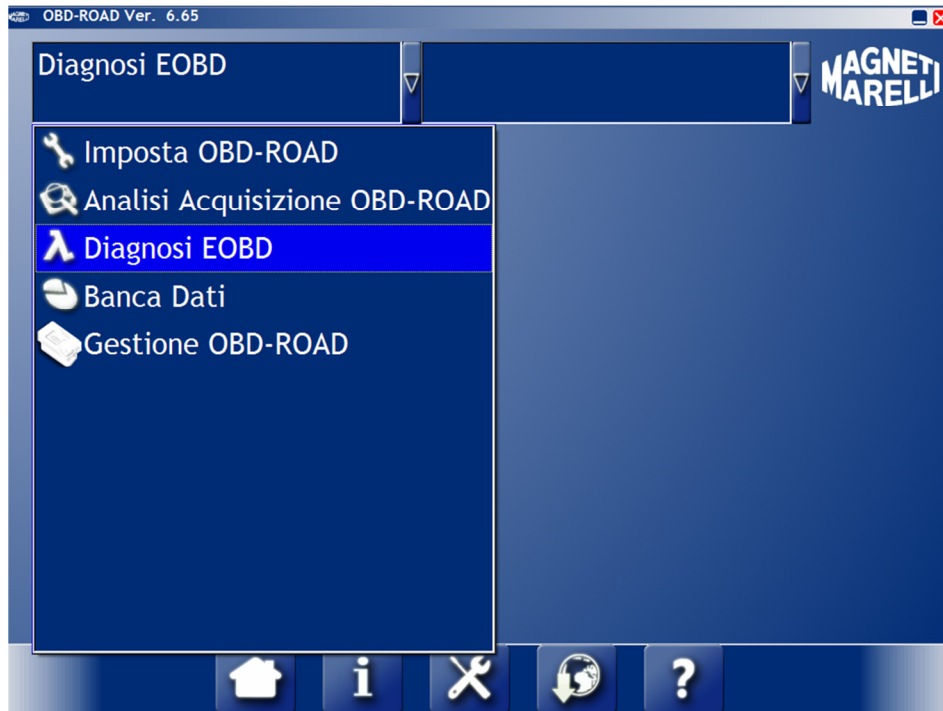 OBD-ROAD Ver. 6.65
Diagnosi EOBD
MAGNETI
MARELLI
Imposta OBD-ROAD
Analisi Acquisizione OBD-ROAD
Diagnosi EOBD
Banca Dati
Gestione OBD-ROAD
i
?